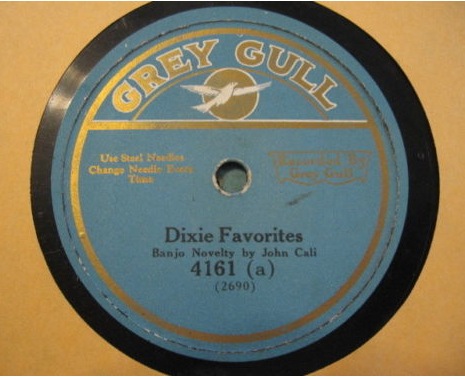 GREY GULL
Use Steel Needles
Change Needle Every
Time
Recorded By
Grey Gull
Dixie Favorites
Banjo Novelty by John Cali
4161 (a)
(2690)